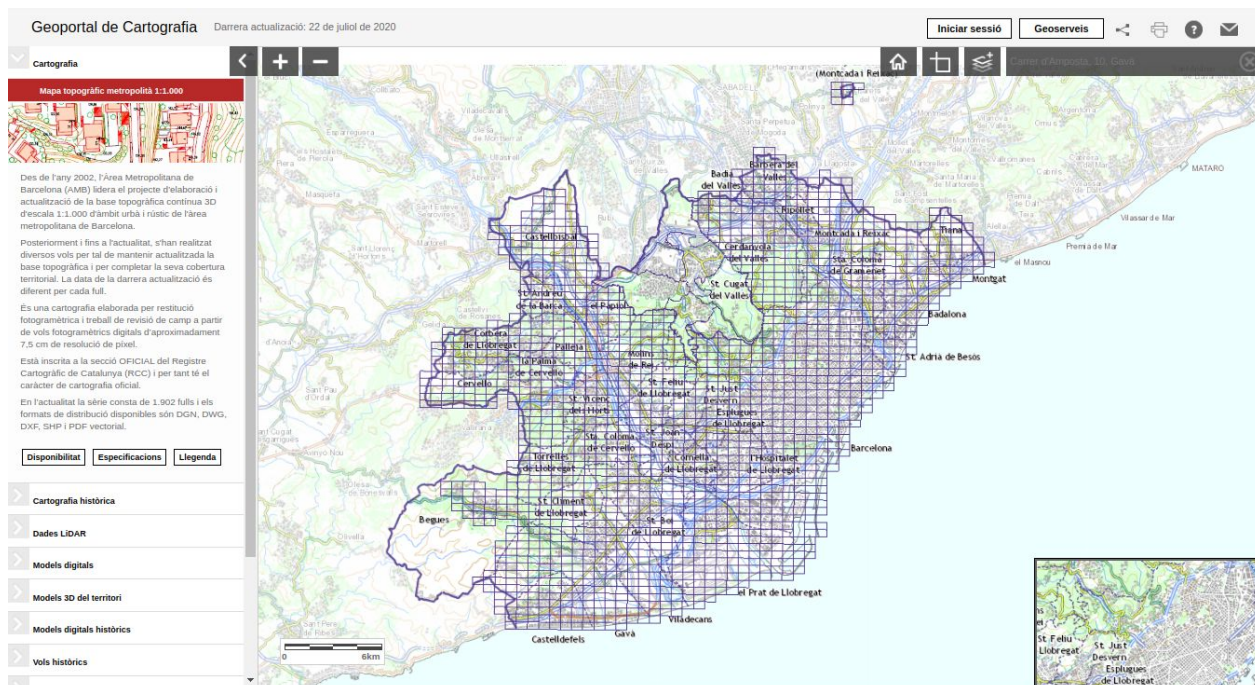 Geoportal de Cartografia
Darrera actualització: 22 de juliol de 2020
Iniciar sessió
Geoserveis
Cartografia
Carrer d'Amposta, 10, Gavà
Mapa topogràfic metropolità 1:1.000
Des de l'any 2002, l'Àrea Metropolitana de
Barcelona (AMB) lidera el projecte d'elaboració i
actualització de la base topogràfica contínua 3D
d'escala 1:1.000 d'àmbit urbà i rústic de l'àrea
metropolitana de Barcelona.
Posteriorment i fins a l'actualitat, s'han realitzat
diversos vols per tal de mantenir actualitzada la
base topogràfica i per completar la seva cobertura
territorial. La data de la darrera actualització és
diferent per cada full.
És una cartografia elaborada per restitució
fotogramètrica i treball de revisió de camp a partir
de vols fotogramètrics digitals d'aproximadament
7,5 cm de resolució de píxel.
Està inscrita a la secció OFICIAL del Registre
Cartogràfic de Catalunya (RCC) i per tant té el
caràcter de cartografia oficial.
En l'actualitat la sèrie consta de 1.902 fulls i els
formats de distribució disponibles són DGN, DWG,
DXF, SHP i PDF vectorial.
Disponibilitat
Especificacions
Llegenda
Cartografia històrica
Dades LiDAR
Models digitals
Models 3D del territori
Models digitals històrics
Vols històrics
(Montcada i Reixac)
SABADELL
MATARO
Vilassar de Mar
Premia de Mar
el Masnou
Barberà del
Vallès
Badia
del Vallès
Ripollet
Montcada i Reixac
Tiana
Castellbisbal
Cerdanyola
del Vallès
Sta. Coloma
de Gramenet
Montgat
St. Cugat
del Vallès
St. Andreu
de la Barca
el Papiol
Badalona
Corbera
de Llobregat
Pallejà
Molins
de Rei
St. Adrià de Besòs
la Palma
de Cervelló
Cervelló
St. Feliu
de Llobregat
St. Just
Desvern
St. Vicenç
dels Horts
Esplugues
de Llobregat
Sta. Coloma
de Cervelló
St. Joan
Despí
Barcelona
Torrelles
de Llobregat
Cornellà
de Llobregat
l'Hospitalet
de Llobregat
St. Climent
de Llobregat
Begues
St. Boi
de Llobregat
el Prat de Llobregat
Viladecans
Gavà
Castelldefels
0
6km
St. Feliu
Llobregat
St. Just
Desvern
Esplugues
de Llobregat